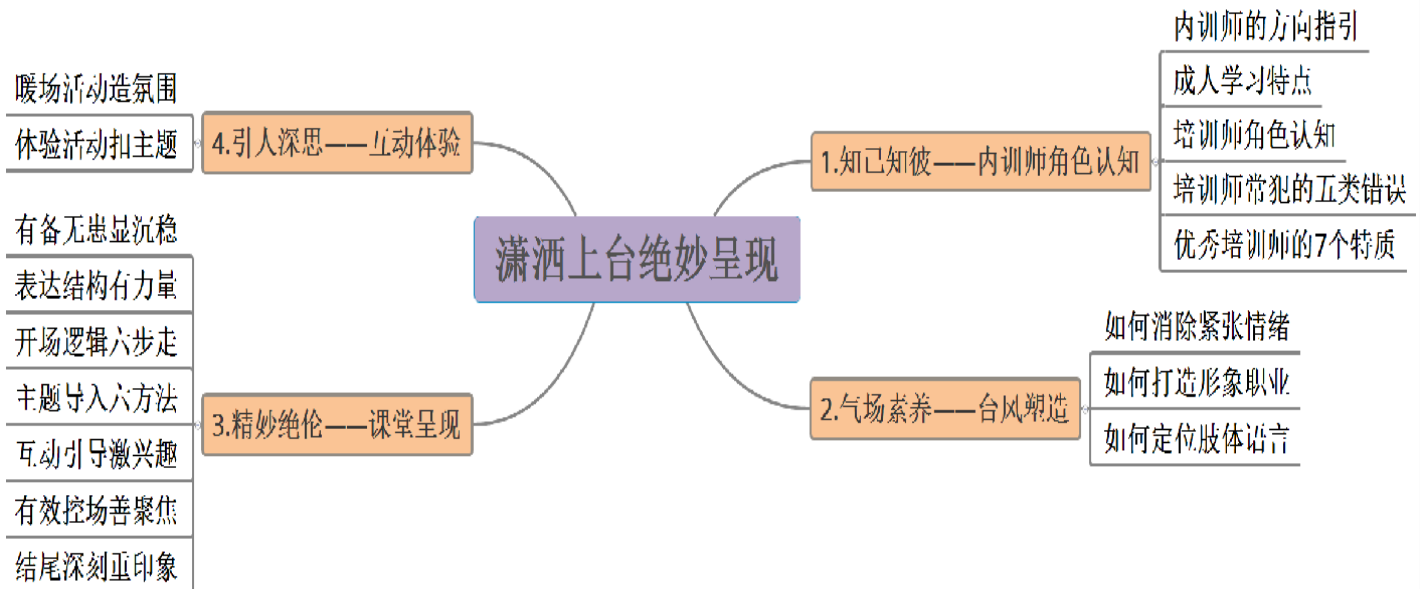 潇洒上台绝妙呈现
1.知己知彼——内训师角色认知
内训师的方向指引
成人学习特点
培训师角色认知
培训师常犯的五类错误
优秀培训师的7个特质
2.气场素养——台风塑造
如何消除紧张情绪
如何打造形象职业
如何定位肢体语言
3.精妙绝伦——课堂呈现
有备无患显沉稳
表达结构有力量
开场逻辑六步走
主题导入六方法
互动引导激兴趣
有效控场善聚焦
结尾深刻重印象
4.引人深思——互动体验
暖场活动造氛围
体验活动扣主题